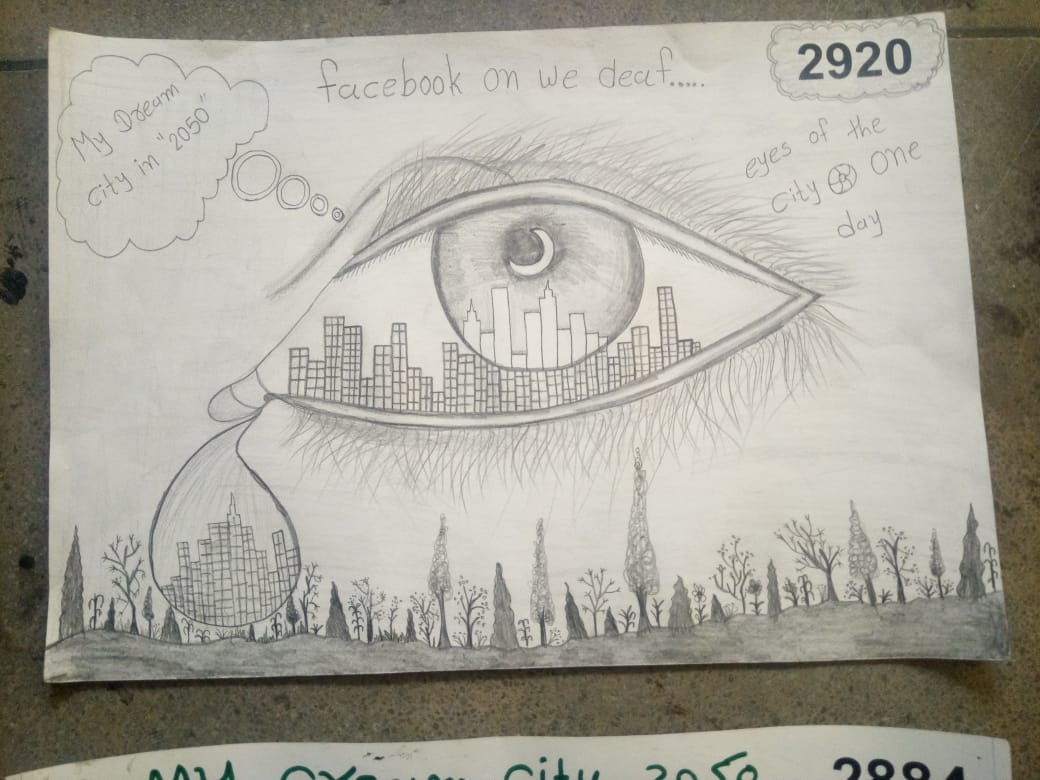 facebook on we deaf.....
2920
My Dream
city in "2050"
eyes of the
city One
day
My Dream city 2050 2884